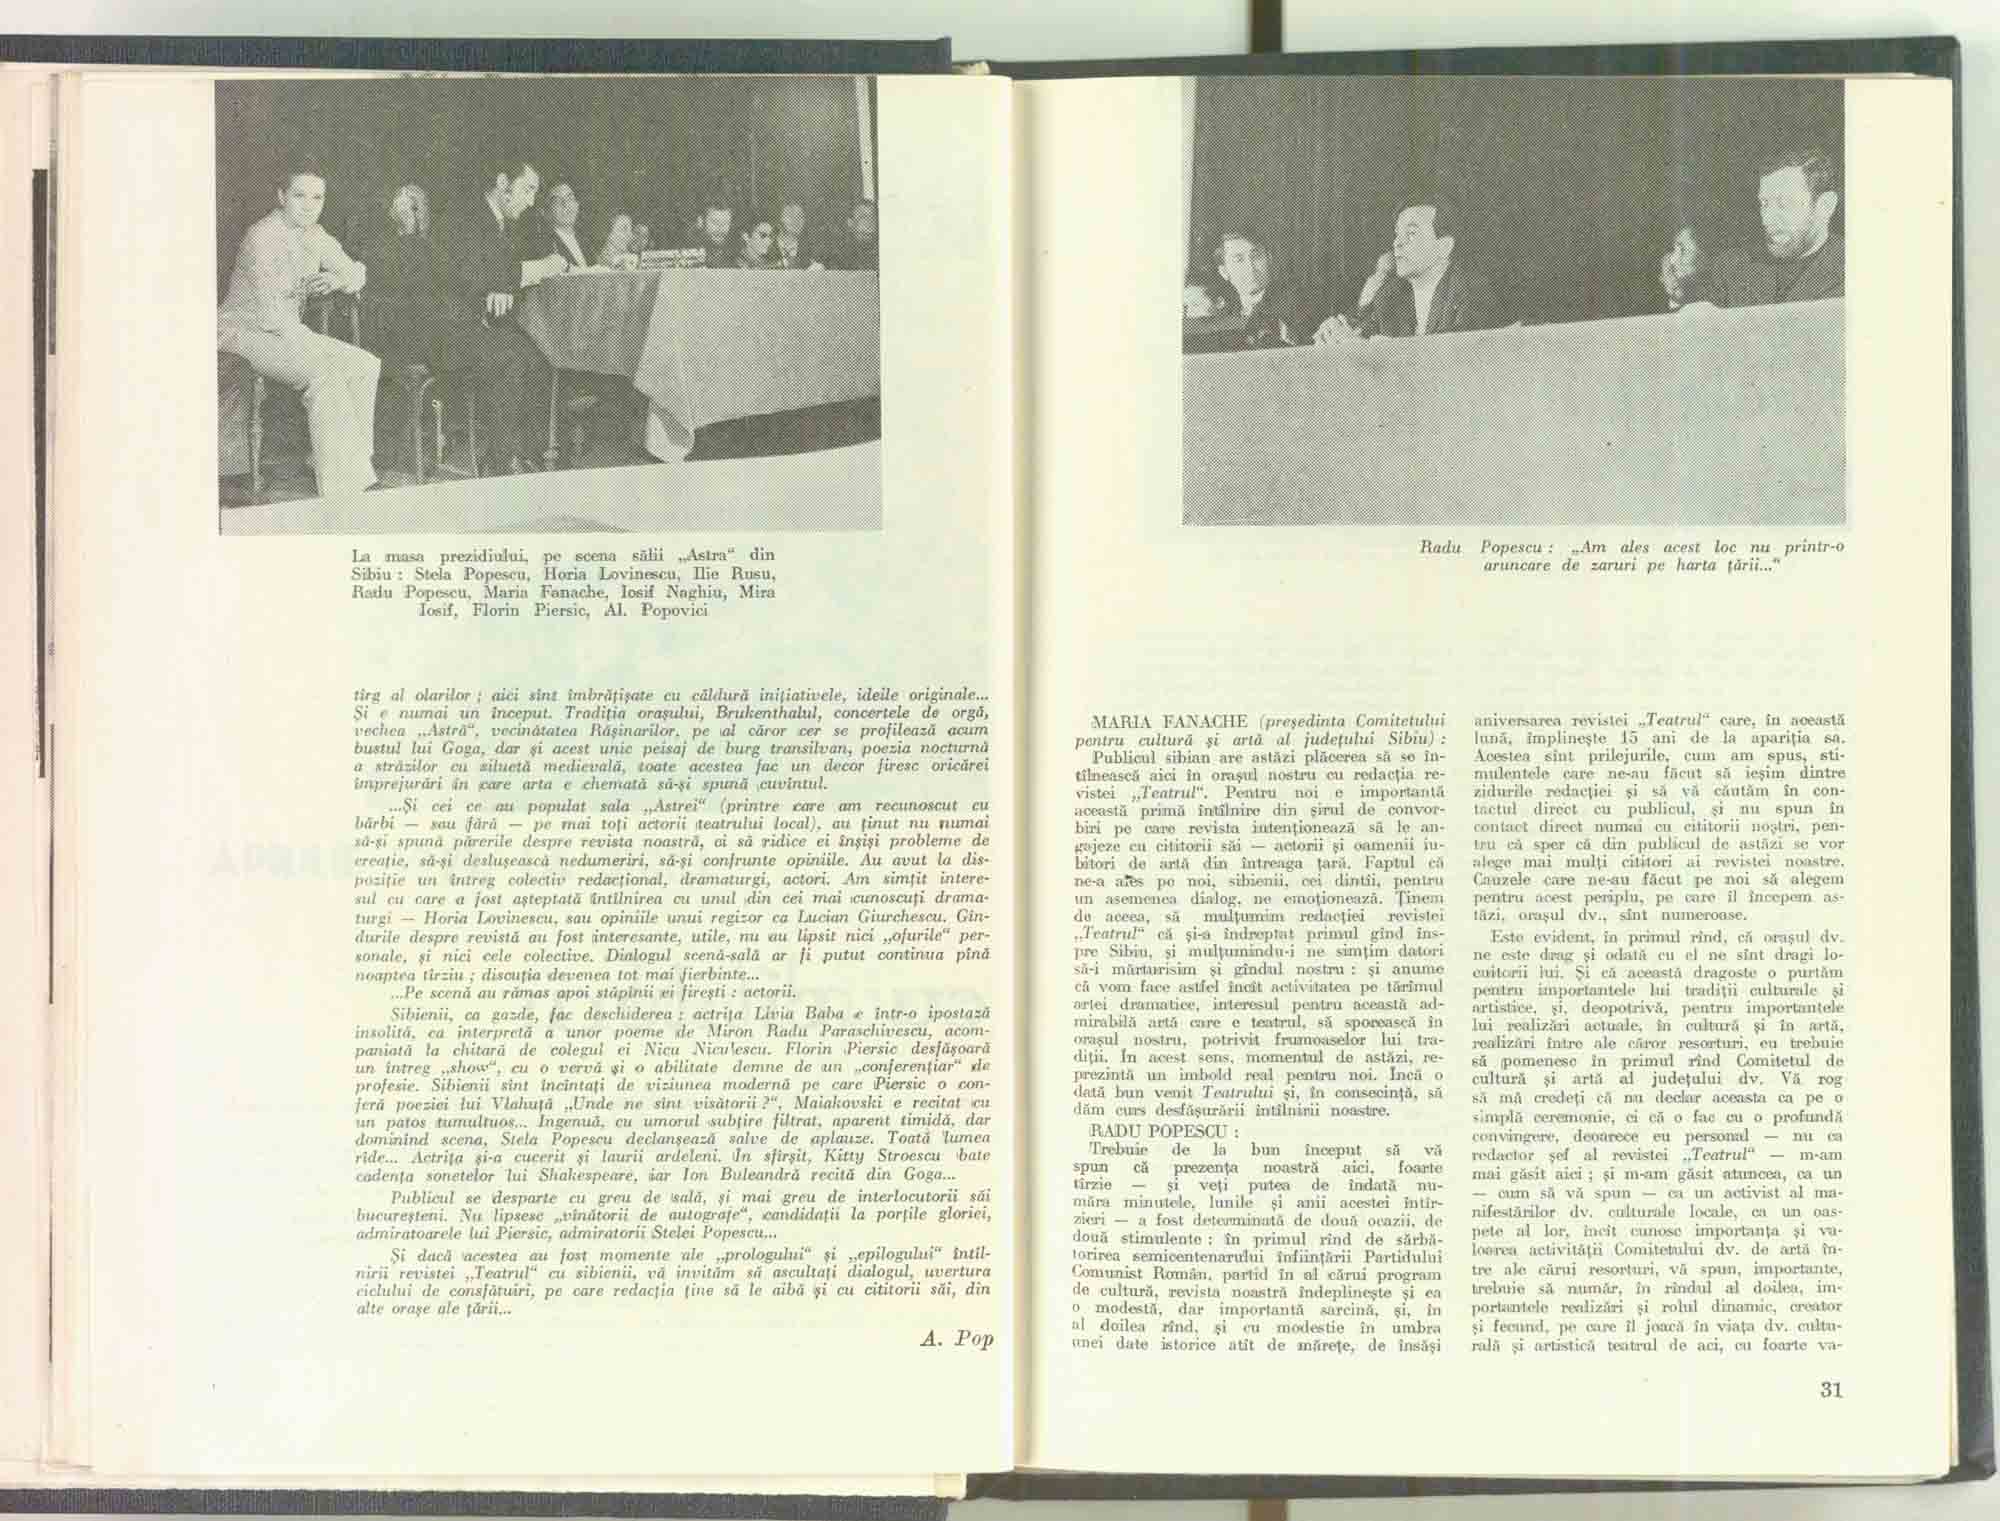 La masa prezidiului, pe scena sălii „Astra“ din
Sibiu : Stela Popescu, Horia Lovinescu, Ilie Rusu,
Radu Popescu, Maria Fanache, Iosif Naghiu, Mira
Iosif, Florin Piersic, Al. Popovici
tîrg al olarilor ; aici sînt îmbrățișate cu căldură inițiativele, ideile originale...
Și e numai un început. Tradiția orașului, Brukenthalul, concertele de orgă,
vechea „Astră“, vecinătatea Rășinarilor, pe al căror cer se profilează acum
bustul lui Goga, dar și acest unic peisaj de burg transilvan, poezia nocturnă
a străzilor cu siluetă medievală, toate acestea fac un decor firesc oricărei
împrejurări în care arta e chemată să-și spună cuvîntul.
...Și cei ce au populat sala „Astrei“ (printre care am recunoscut cu
bărbi — sau fără — pe mai toți actorii teatrului local), au ținut nu numai
să-și spună părerile despre revista noastră, ci să ridice ei înșiși probleme de
creație, să-și deslușească nedumeriri, să-și confrunte opiniile. Au avut la dis-
poziție un întreg colectiv redacțional, dramaturgi, actori. Am simțit intere-
sul cu care a fost așteptată întîlnirea cu unul din cei mai cunoscuți drama-
turgi — Horia Lovinescu, sau opiniile unui regizor ca Lucian Giurchescu. Gîn-
durile despre revistă au fost interesante, utile, nu au lipsit nici „ofurile“ per-
sonale, și nici cele colective. Dialogul scenă-sală ar fi putut continua pînă
noaptea tîrziu ; discuția devenea tot mai fierbinte...
...Pe scenă au rămas apoi stăpînii ei firești : actorii.
Sibienii, ca gazde, fac deschiderea : actrița Livia Baba e într-o ipostază
insolită, ca interpretă a unor poeme de Miron Radu Paraschivescu, acom-
paniată la chitară de colegul ei Nicu Niculescu. Florin Piersic desfășoară
un întreg „show“, cu o vervă și o abilitate demne de un „conferențiar“ de
profesie. Sibienii sînt încîntați de viziunea modernă pe care Piersic o con-
feră poeziei lui Vlahuță „Unde ne sînt visătorii ?“, Maiakovski e recitat cu
un patos tumultuos... Ingenuă, cu umorul subțire filtrat, aparent timidă, dar
dominînd scena, Stela Popescu declanșează salve de aplauze. Toată lumea
rîde... Actrița și-a cucerit și laurii ardeleni. În sfîrșit, Kitty Stroescu bate
cadența sonetelor lui Shakespeare, iar Ion Buleandră recită din Goga...
Publicul se desparte cu greu de sală, și mai greu de interlocutorii săi
bucureșteni. Nu lipsesc „vînătorii de autografe“, candidații la porțile gloriei,
admiratoarele lui Piersic, admiratorii Stelei Popescu...
Și dacă acestea au fost momente ale „prologului“ și „epilogului“ întîl-
nirii revistei „Teatrul“ cu sibienii, vă invităm să ascultați dialogul, uvertura
ciclului de consfătuiri, pe care redacția ține să le aibă și cu cititorii săi, din
alte orașe ale țării...
A. Pop
Radu Popescu : „Am ales acest loc nu printr-o
aruncare de zaruri pe harta țării...“
MARIA FANACHE (președinta Comitetului
pentru cultură și artă al județului Sibiu) :
Publicul sibian are astăzi plăcerea să se în-
tîlnească aici în orașul nostru cu redacția re-
vistei „Teatrul“. Pentru noi e importantă
această primă întîlnire din șirul de convor-
biri pe care revista intenționează să le an-
gajeze cu cititorii săi — actorii și oamenii iu-
bitori de artă din întreaga țară. Faptul că
ne-a ales pe noi, sibienii, cei dintîi, pentru
un asemenea dialog, ne emoționează. Ținem
de aceea, să mulțumim redacției revistei
„Teatrul“ că și-a îndreptat primul gînd îns-
pre Sibiu, și mulțumindu-i ne simțim datori
să-i mărturisim și gîndul nostru : și anume
că vom face astfel încît activitatea pe tărîmul
artei dramatice, interesul pentru această ad-
mirabilă artă care e teatrul, să sporească în
orașul nostru, potrivit frumoaselor lui tra-
diții. În acest sens, momentul de astăzi, re-
prezintă un imbold real pentru noi. Încă o
dată bun venit Teatrului și, în consecință, să
dăm curs desfășurării întîlnirii noastre.
RADU POPESCU :
Trebuie de la bun început să vă
spun că prezența noastră aici, foarte
tîrzie — și veți putea de îndată nu-
măra minutele, lunile și anii acestei întîr-
zieri — a fost determinată de două ocazii, de
două stimulente : în primul rînd de sărbă-
torirea semicentenarului înființării Partidului
Comunist Român, partid în al cărui program
de cultură, revista noastră îndeplinește și ea
o modestă, dar importantă sarcină, și, în
al doilea rînd, și cu modestie în umbra
unei date istorice atît de mărețe, de însăși
aniversarea revistei „Teatrul“ care, în această
lună, împlinește 15 ani de la apariția sa.
Acestea sînt prilejurile, cum am spus, sti-
mulentele care ne-au făcut să ieșim dintre
zidurile redacției și să vă căutăm în con-
tactul direct cu publicul, și nu spun în
contact direct numai cu cititorii noștri, pen-
tru că sper că din publicul de astăzi se vor
alege mai mulți cititori ai revistei noastre.
Cauzele care ne-au făcut pe noi să alegem
pentru acest periplu, pe care îl începem as-
tăzi, orașul dv., sînt numeroase.
Este evident, în primul rînd, că orașul dv.
ne este drag și odată cu el ne sînt dragi lo-
cuitorii lui. Și că această dragoste o purtăm
pentru importantele lui tradiții culturale și
artistice, și, deopotrivă, pentru importantele
lui realizări actuale, în cultură și în artă,
realizări între ale căror resorturi, eu trebuie
să pomenesc în primul rînd Comitetul de
cultură și artă al județului dv. Vă rog
să mă credeți că nu declar aceasta ca pe o
simplă ceremonie, ci că o fac cu o profundă
convingere, deoarece eu personal — nu ca
redactor șef al revistei „Teatrul“ — m-am
mai găsit aici ; și m-am găsit atuncea, ca un
— cum să vă spun — ca un activist al ma-
nifestărilor dv. culturale locale, ca un oas-
pete al lor, încît cunosc importanța și va-
loarea activității Comitetului dv. de artă în-
tre ale cărui resorturi, vă spun, importante,
trebuie să număr, în rîndul al doilea, im-
portantele realizări și rolul dinamic, creator
și fecund, pe care îl joacă în viața dv. cultu-
rală și artistică teatrul de aci, cu foarte va-
31